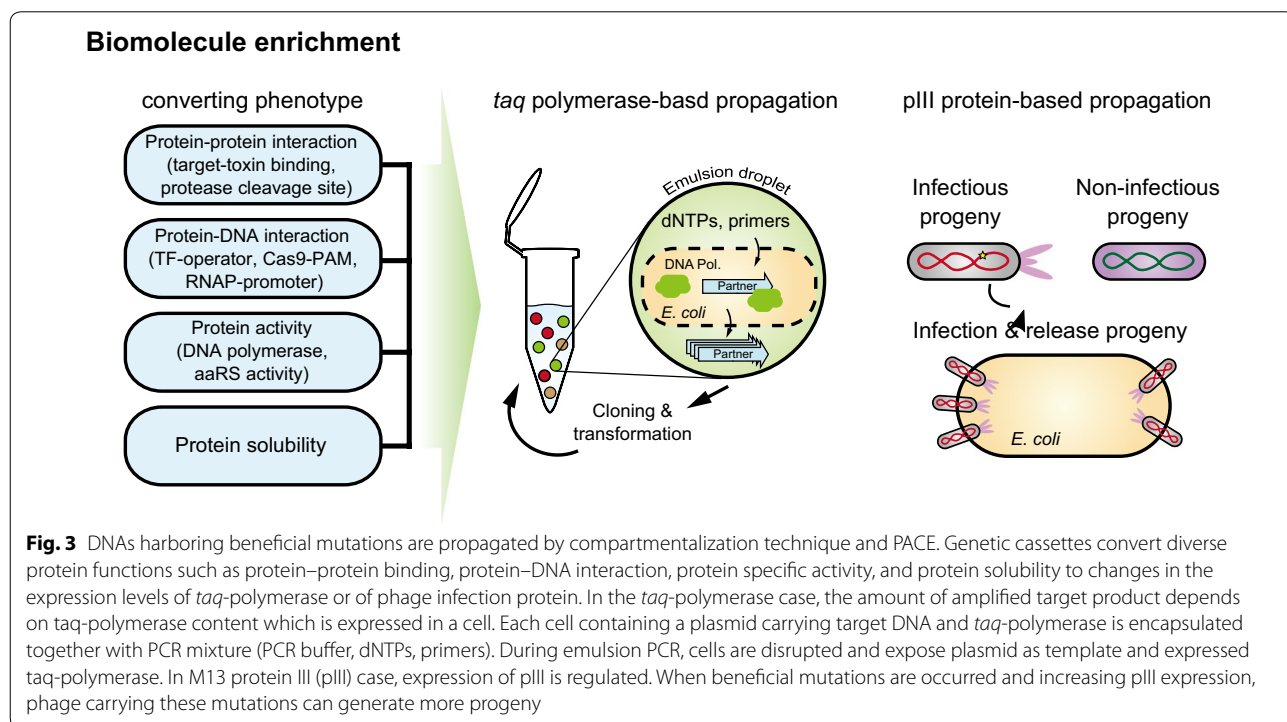 Biomolecule enrichment
converting phenotype
Protein-protein interaction
(target-toxin binding,
protease cleavage site)
Protein-DNA interaction
(TF-operator, Cas9-PAM,
RNAP-promoter)
Protein activity
(DNA polymerase,
aaRS activity)
Protein solubility
taq polymerase-basd propagation
Emulsion droplet
dNTPs, primers
DNA Pol.
Partner
E. coli
Partner
Cloning &
transformation
pIII protein-based propagation
Infectious
progeny
Non-infectious
progeny
Infection & release progeny
E. coli
Fig. 3 DNAs harboring beneficial mutations are propagated by compartmentalization technique and PACE. Genetic cassettes convert diverse
protein functions such as protein–protein binding, protein–DNA interaction, protein specific activity, and protein solubility to changes in the
expression levels of taq-polymerase or of phage infection protein. In the taq-polymerase case, the amount of amplified target product depends
on taq-polymerase content which is expressed in a cell. Each cell containing a plasmid carrying target DNA and taq-polymerase is encapsulated
together with PCR mixture (PCR buffer, dNTPs, primers). During emulsion PCR, cells are disrupted and expose plasmid as template and expressed
taq-polymerase. In M13 protein III (pIII) case, expression of pIII is regulated. When beneficial mutations are occurred and increasing pIII expression,
phage carrying these mutations can generate more progeny